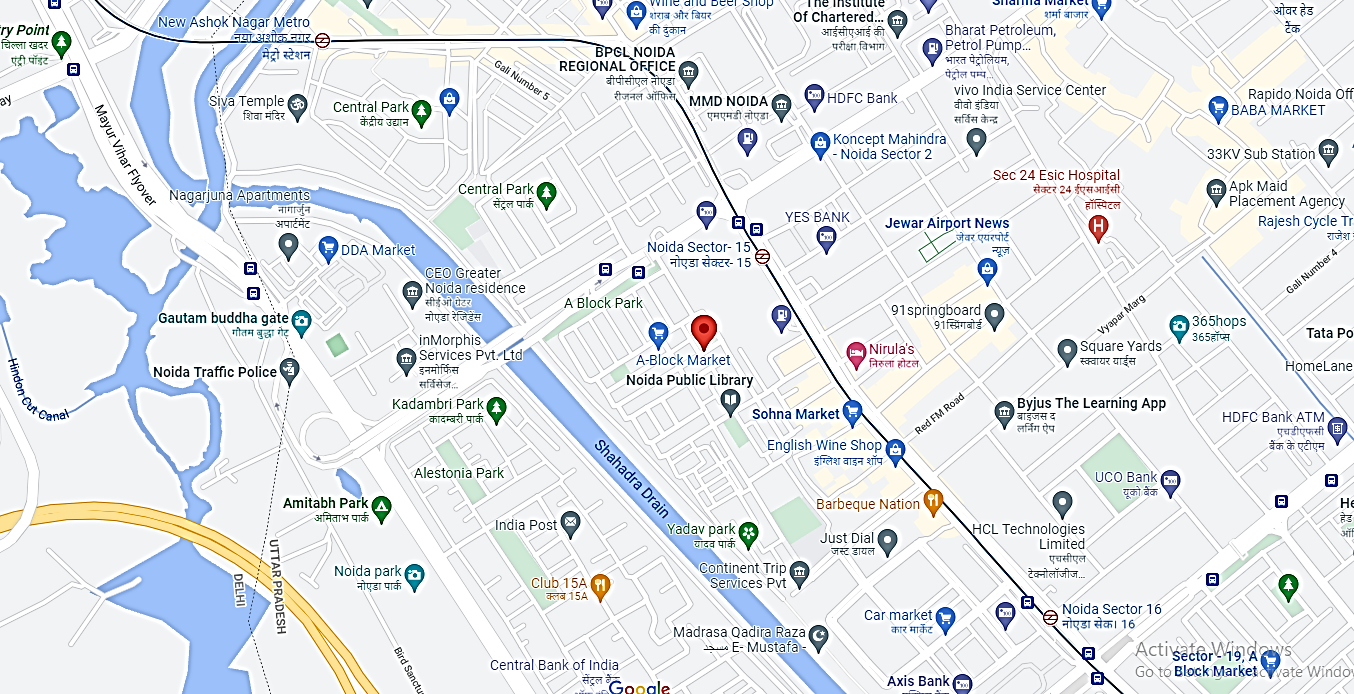 New Ashok Nagar Metro
नया अशोक नगर
मेट्रो स्टेशन
Wine and Beer Shop
शराब और बियर
की दुकान
The Institute
Of Chartered...
आईसीएआई की
परीक्षा विभाग
Sharma Market
शर्मा बाजार
ओवर हेड
टैंक
ry Point
चिल्ला खदर
एंट्री पॉइंट
BPCL NOIDA
REGIONAL OFFICE
बीपीसीएल नोएडा
रीजनल ऑफिस
Bharat Petroleum,
Petrol Pump...
भारत पेट्रोलियम,
पेट्रोल पम्प...
Gali Number 5
vivo India Service Center
वीवो इंडिया
सर्विस केन्द्र
Rapido Noida Off
BABA MARKET
way
Siva Temple
शिवा मंदिर
Central Park
केंद्रीय उद्यान
MMD NOIDA
एमएमडी नोएडा
HDFC Bank
Mayur Vihar Flyover
Koncept Mahindra
- Noida Sector 2
33KV Sub Station
Sec 24 Esic Hospital
सेक्टर 24 ईएसआईसी
हॉस्पिटल
Apk Maid
Placement Agency
Nagarjuna Apartments
नागार्जुन
अपार्टमेंट
Central Park
सेंट्रल पार्क
YES BANK
Jewar Airport News
जेवर एयरपोर्ट
न्यूज़
Rajesh Cycle Tr
राजेश
DDA Market
Noida Sector- 15
नोएडा सेक्टर- 15
Gali Number 4
CEO Greater
Noida residence
सीईओ ग्रेटर
नोएडा रेजिडेंस
A Block Park
91springboard
91स्प्रिंगबोर्ड
Vyapar Marg
Gautam buddha gate
गौतम बुद्धा गेट
365hops
365हॉप्स
Tata Po
inMorphis
Services Pvt. Ltd
इनमोर्फिस
सर्विसेज...
A-Block Market
Nirula's
निरुला होटल
Square Yards
स्क्वायर यार्ड्स
HomeLane
Noida Traffic Police
Noida Public Library
Hindon Cut Canal
Kadambri Park
कादम्बरी पार्क
Sohna Market
Red FM Road
Byjus The Learning App
बाइजूस द
लर्निंग ऐप
HDFC Bank ATM
एचडीएफसी
बैंक के एटीएम
English Wine Shop
इंग्लिश वाइन शॉप
Shahadra Drain
Alestonia Park
UCO Bank
यूको बैंक
Amitabh Park
अमिताभ पार्क
Barbeque Nation
India Post
Yadav park
यादव पार्क
Just Dial
जस्ट डायल
HCL Technologies
Limited
एचसीएल
टेक्नोलॉजीज...
He
हेड
UTTAR PRADESH
DELHI
Noida park
नोएडा पार्क
Club 15A
क्लब 15A
Continent Trip
Services Pvt
Car market
कार मार्केट
Noida Sector 16
नोएडा सेक। 16
Madrasa Qadira Raza
E- Mustafa - مسجد
Activate Windows
Go to Settings to activate Windows
Sector - 19, A
Block Market
Bird Sanctu
Central Bank of India
सेंट्रल बैंक
Google
Axis Bank